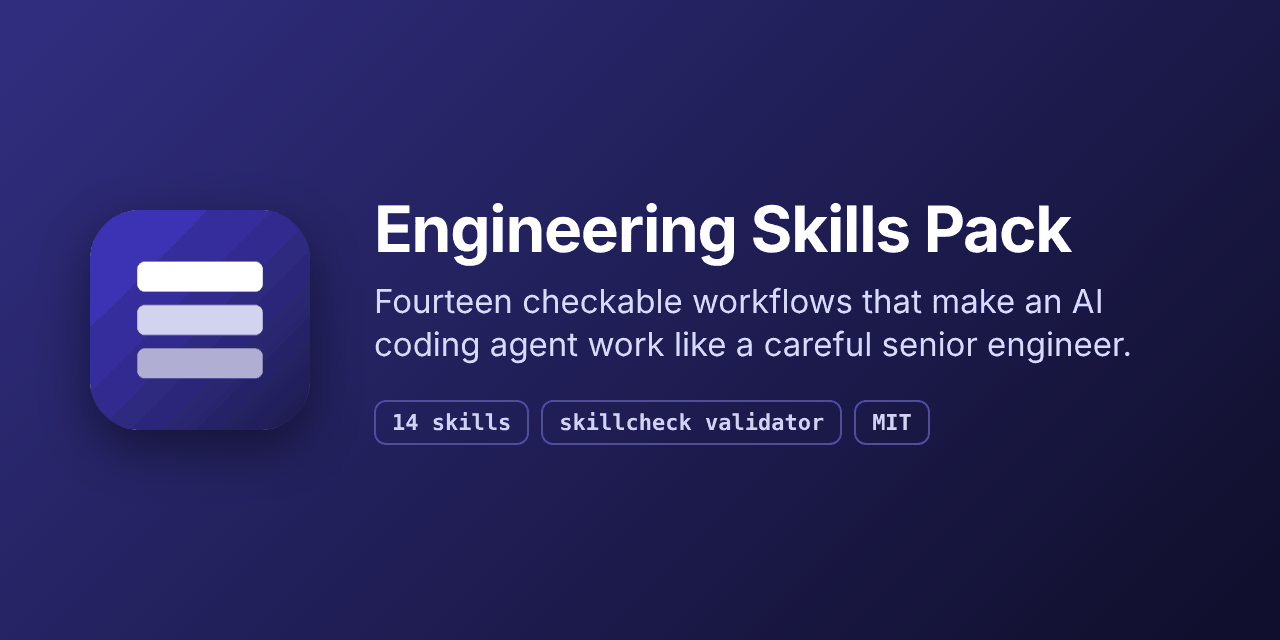 Engineering Skills Pack
Fourteen checkable workflows that make an AI
coding agent work like a careful senior engineer.
14 skills
skillcheck validator
MIT